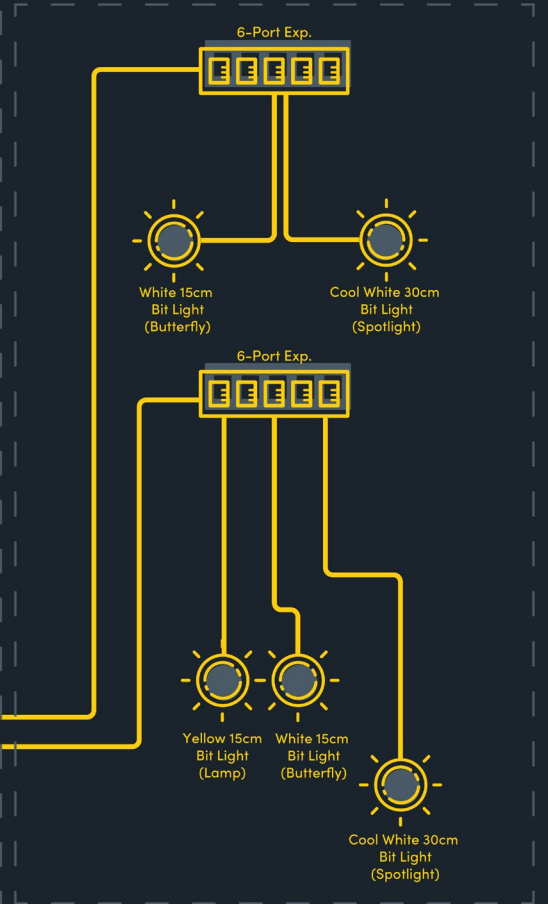 6-Port Exp.
White 15cm
Bit Light
(Butterfly)
Cool White 30cm
Bit Light
(Spotlight)
6-Port Exp.
Yellow 15cm
Bit Light
(Lamp)
White 15cm
Bit Light
(Butterfly)
Cool White 30cm
Bit Light
(Spotlight)